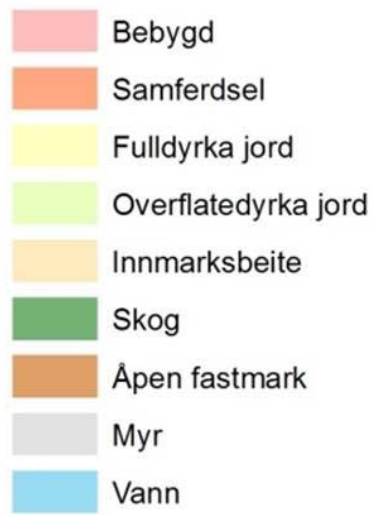 Bebygd
Samferdsel
Fulldyrka jord
Overflatedyrka jord
Innmarksbeite
Skog
Åpen fastmark
Myr
Vann